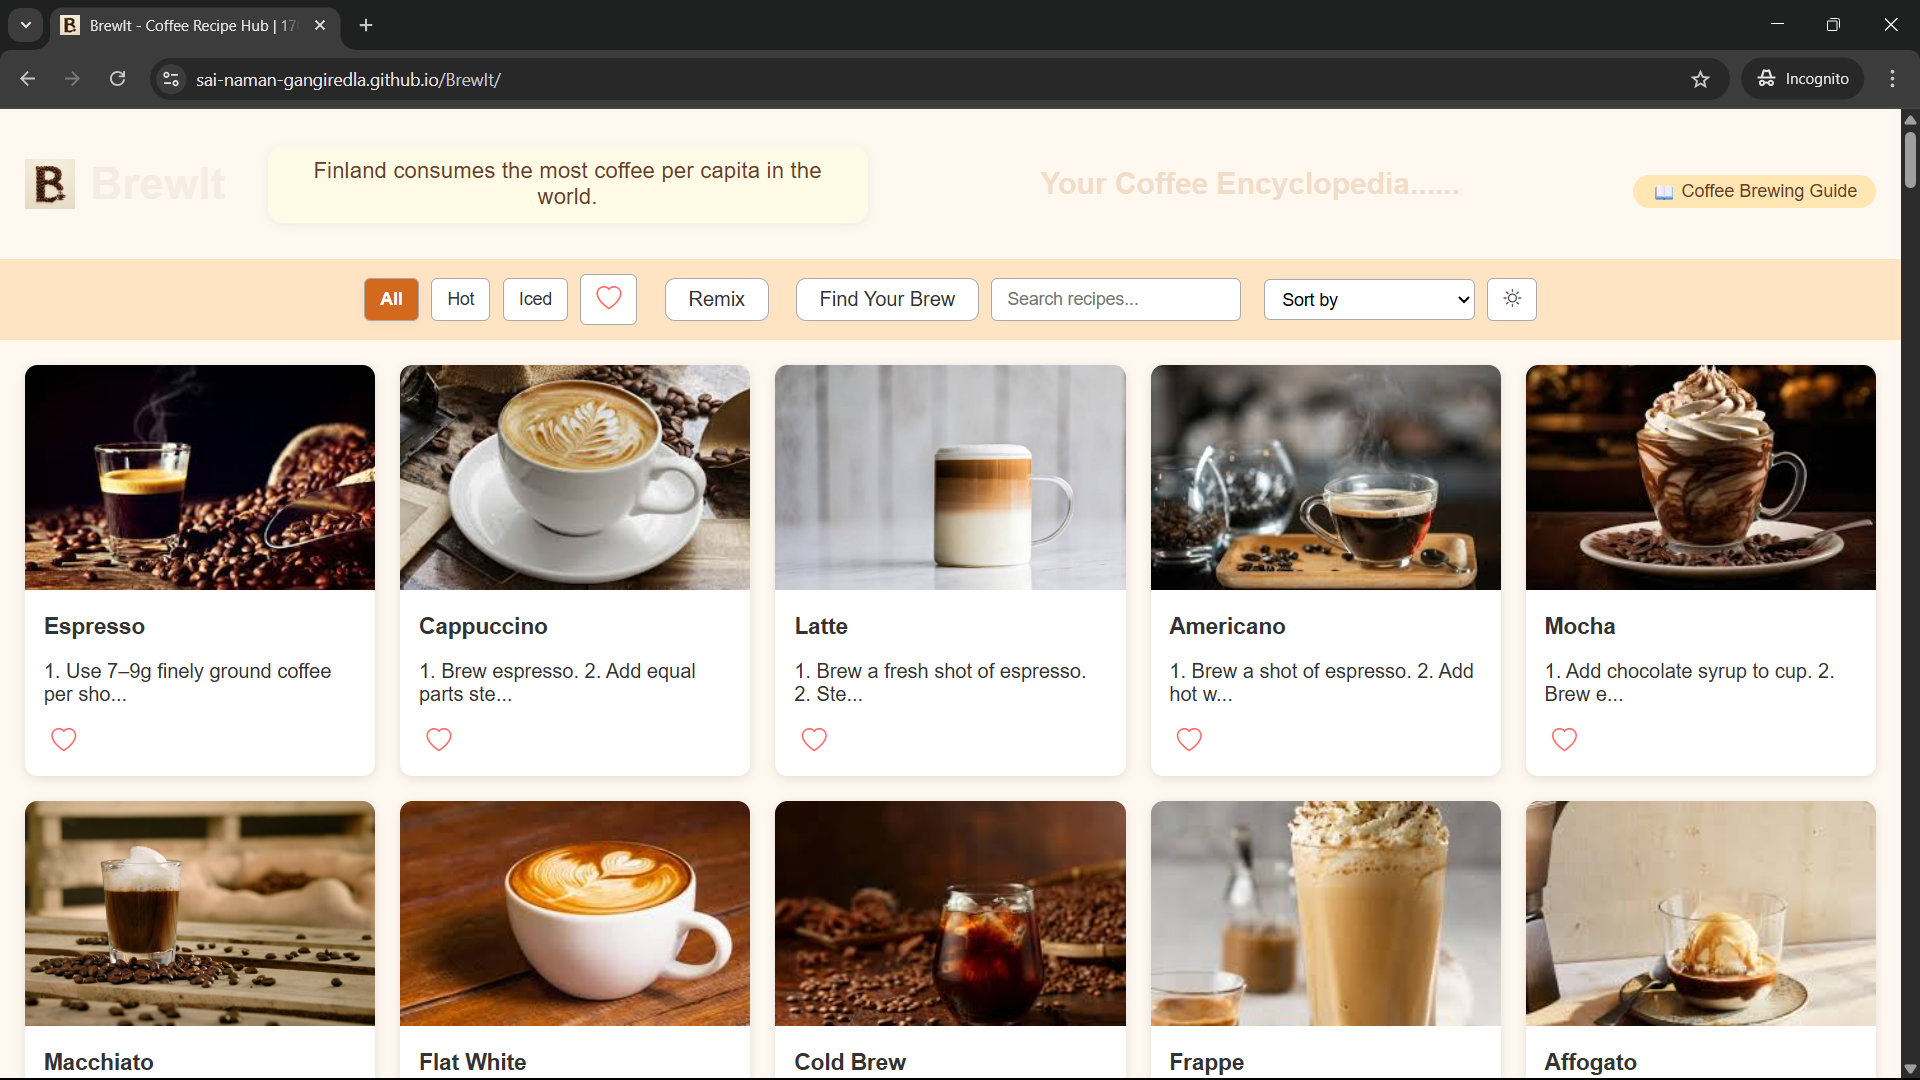 BrewIt - Coffee Recipe Hub | 17
sai-naman-gangiredla.github.io/BrewIt/
Incognito
B BrewIt
Finland consumes the most coffee per capita in the
world.
Your Coffee Encyclopedia......
📖 Coffee Brewing Guide
All
Hot
Iced
Remix
Find Your Brew
Search recipes...
Sort by
Espresso
1. Use 7–9g finely ground coffee
per sho...
Cappuccino
1. Brew espresso. 2. Add equal
parts ste...
Latte
1. Brew a fresh shot of espresso.
2. Ste...
Americano
1. Brew a shot of espresso. 2. Add
hot w...
Mocha
1. Add chocolate syrup to cup. 2.
Brew e...
Macchiato
Flat White
Cold Brew
Frappe
Affogato